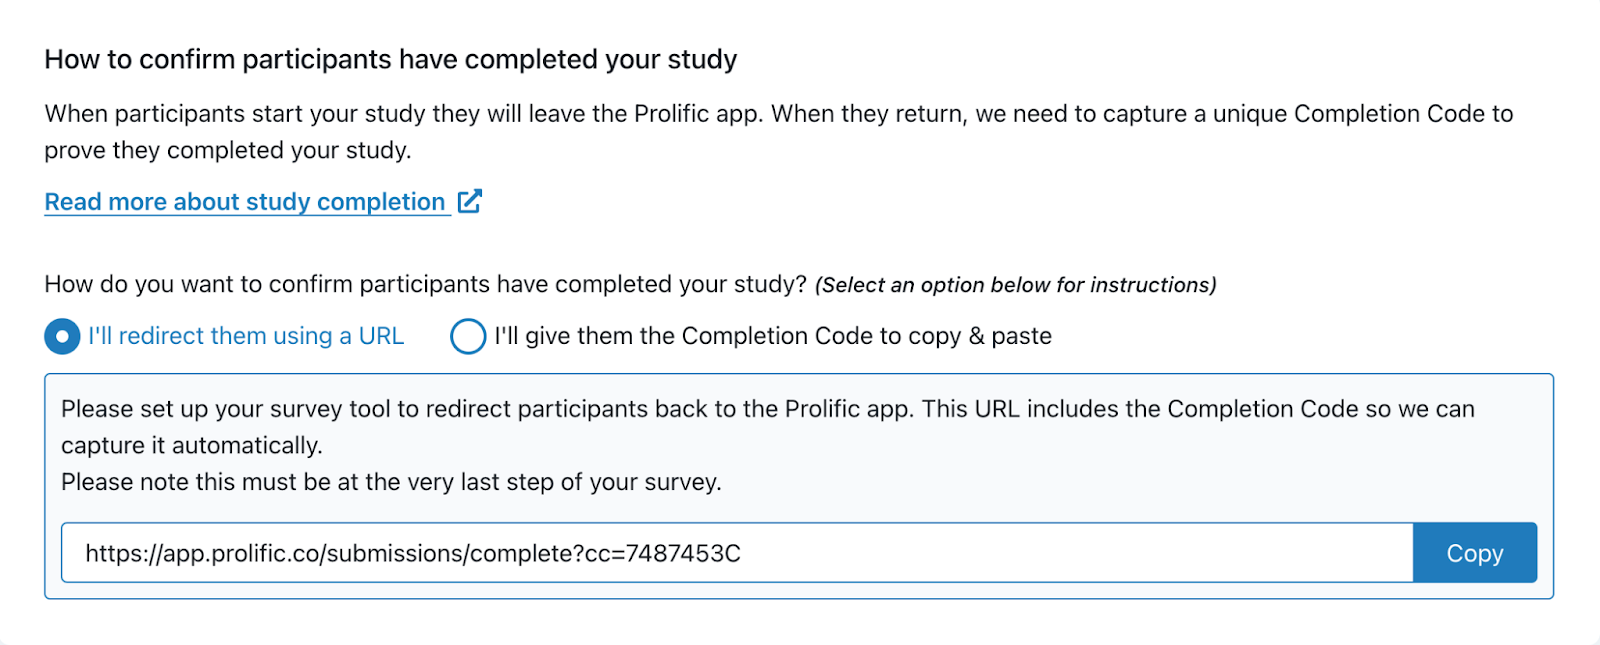 How to confirm participants have completed your study
When participants start your study they will leave the Prolific app. When they return, we need to capture a unique Completion Code to
prove they completed your study.
Read more about study completion
How do you want to confirm participants have completed your study? (Select an option below for instructions)
I'll redirect them using a URL I'll give them the Completion Code to copy & paste
Please set up your survey tool to redirect participants back to the Prolific app. This URL includes the Completion Code so we can
capture it automatically.
Please note this must be at the very last step of your survey.
https://app.prolific.co/submissions/complete?cc=7487453C Copy